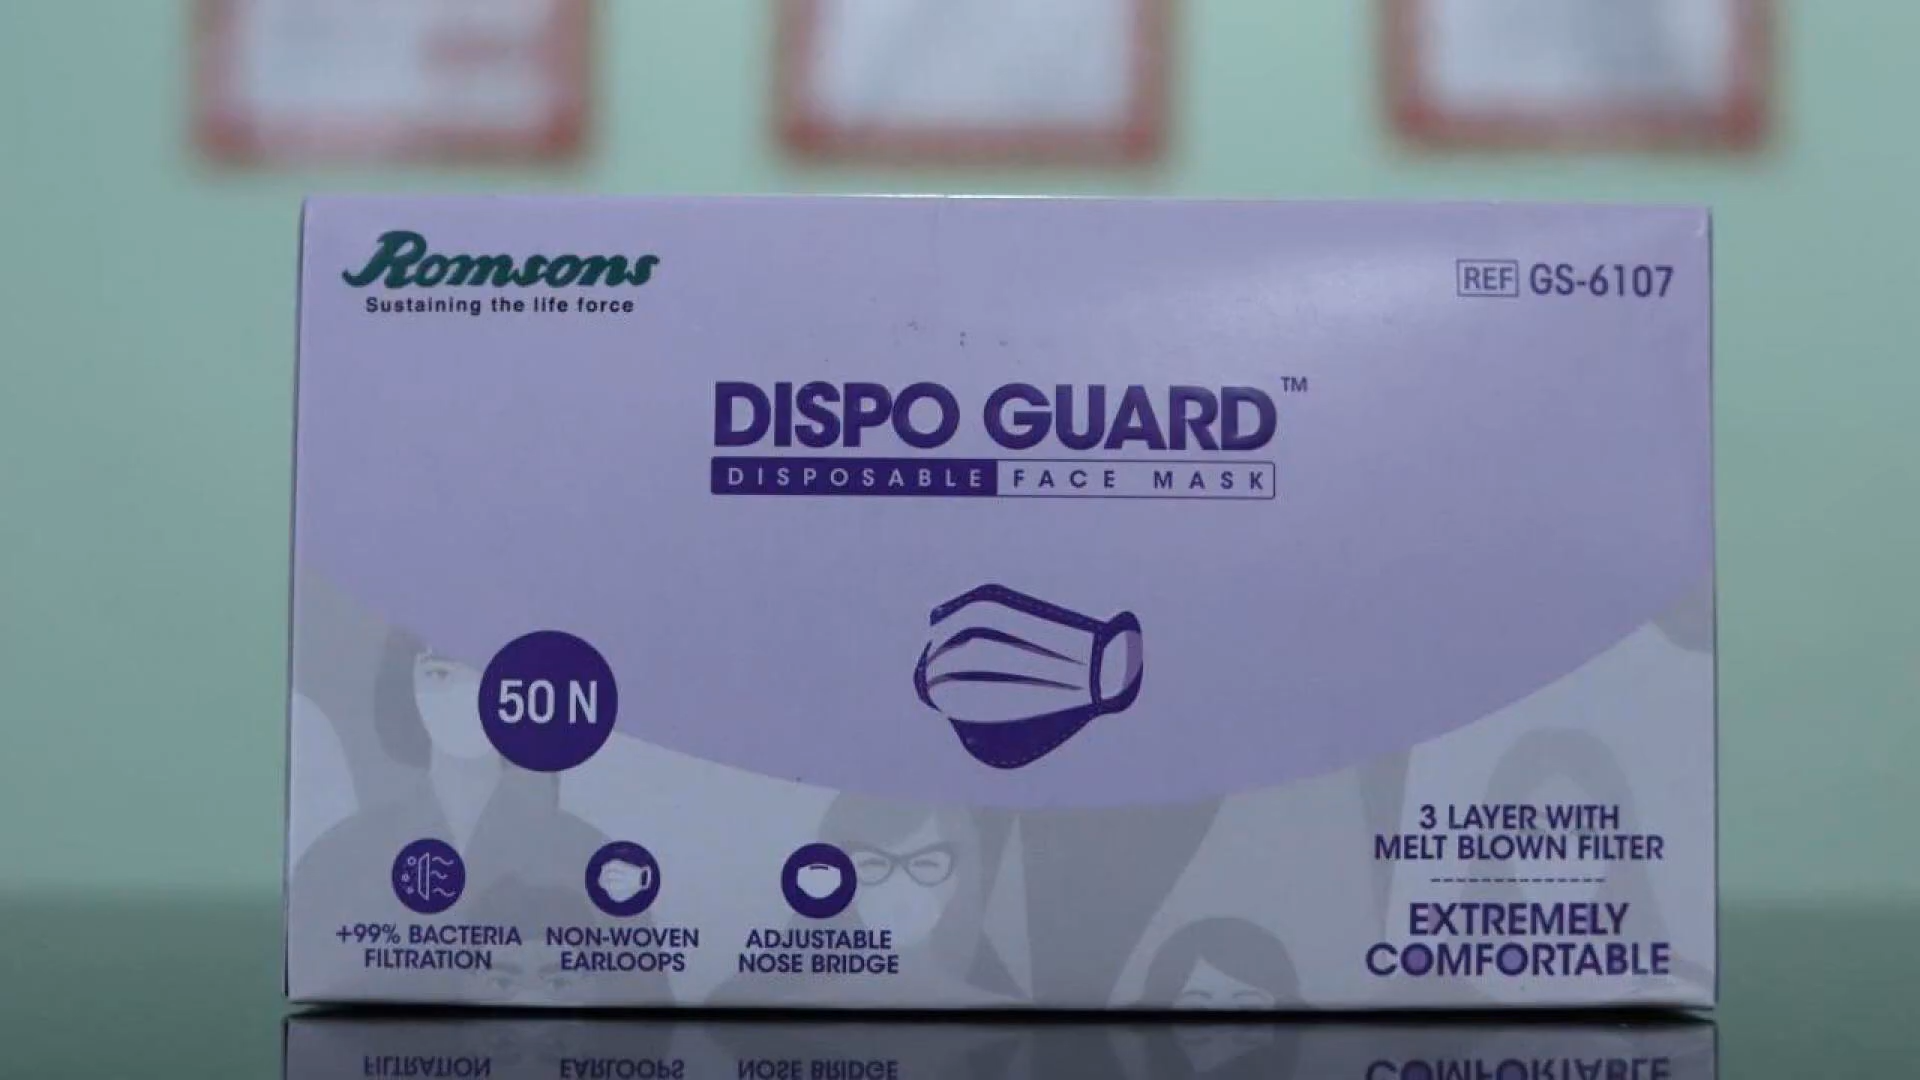 Romsons
Sustaining the life force
REF GS-6107
DISPO GUARD™
DISPOSABLE FACE MASK
50 N
+99% BACTERIA
FILTRATION
NON-WOVEN
EARLOOPS
ADJUSTABLE
NOSE BRIDGE
3 LAYER WITH
MELT BLOWN FILTER
EXTREMELY
COMFORTABLE